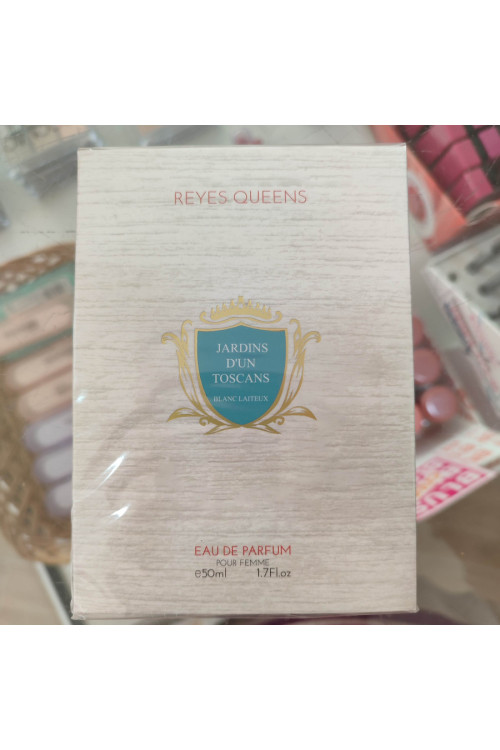 REYES QUEENS
JARDINS
D'UN
TOSCANS
BLANC LAITEUX
EAU DE PARFUM
POUR FEMME
℮50ml 1.7Fl.oz